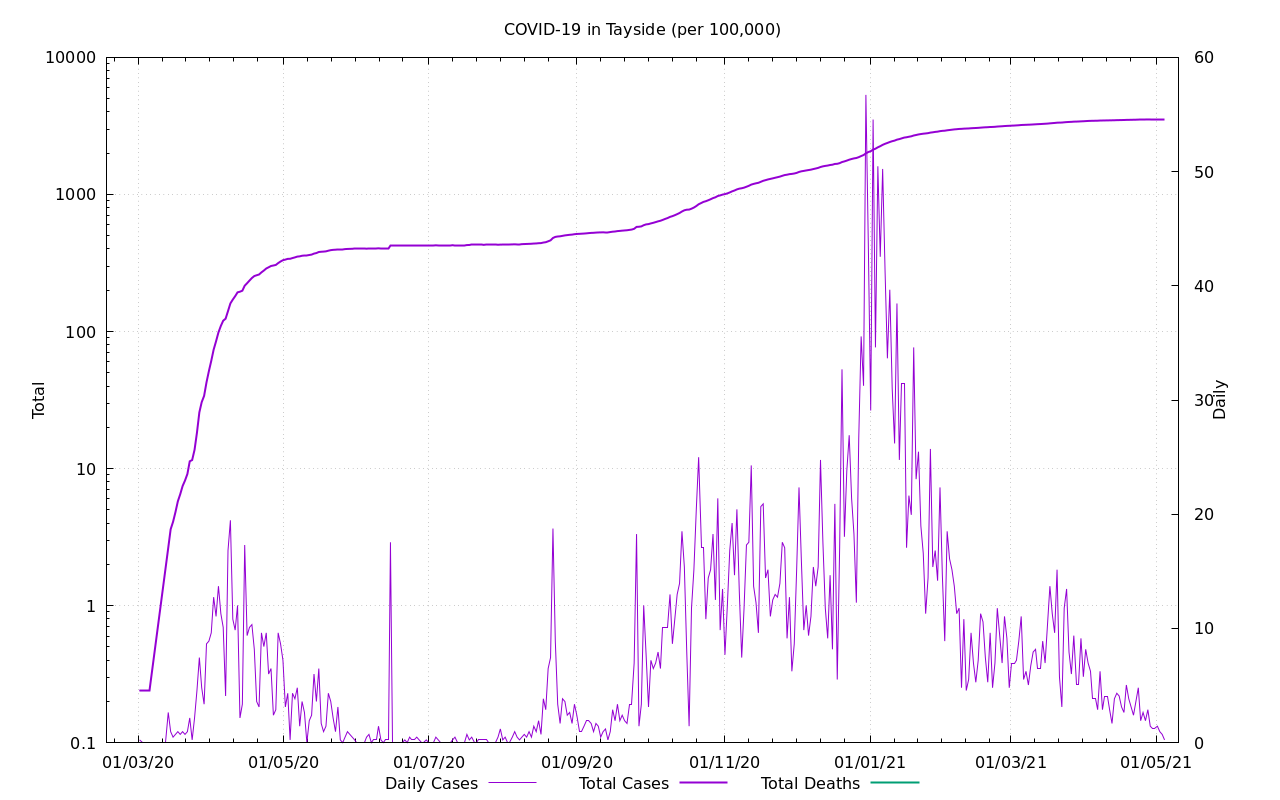 COVID-19 in Tayside (per 100,000)
10000
1000
100
10
1
0.1
Total
60
50
40
30
20
10
0
Daily
01/03/20 01/05/20 01/07/20 01/09/20 01/11/20 01/01/21 01/03/21 01/05/21
Daily Cases Total Cases Total Deaths